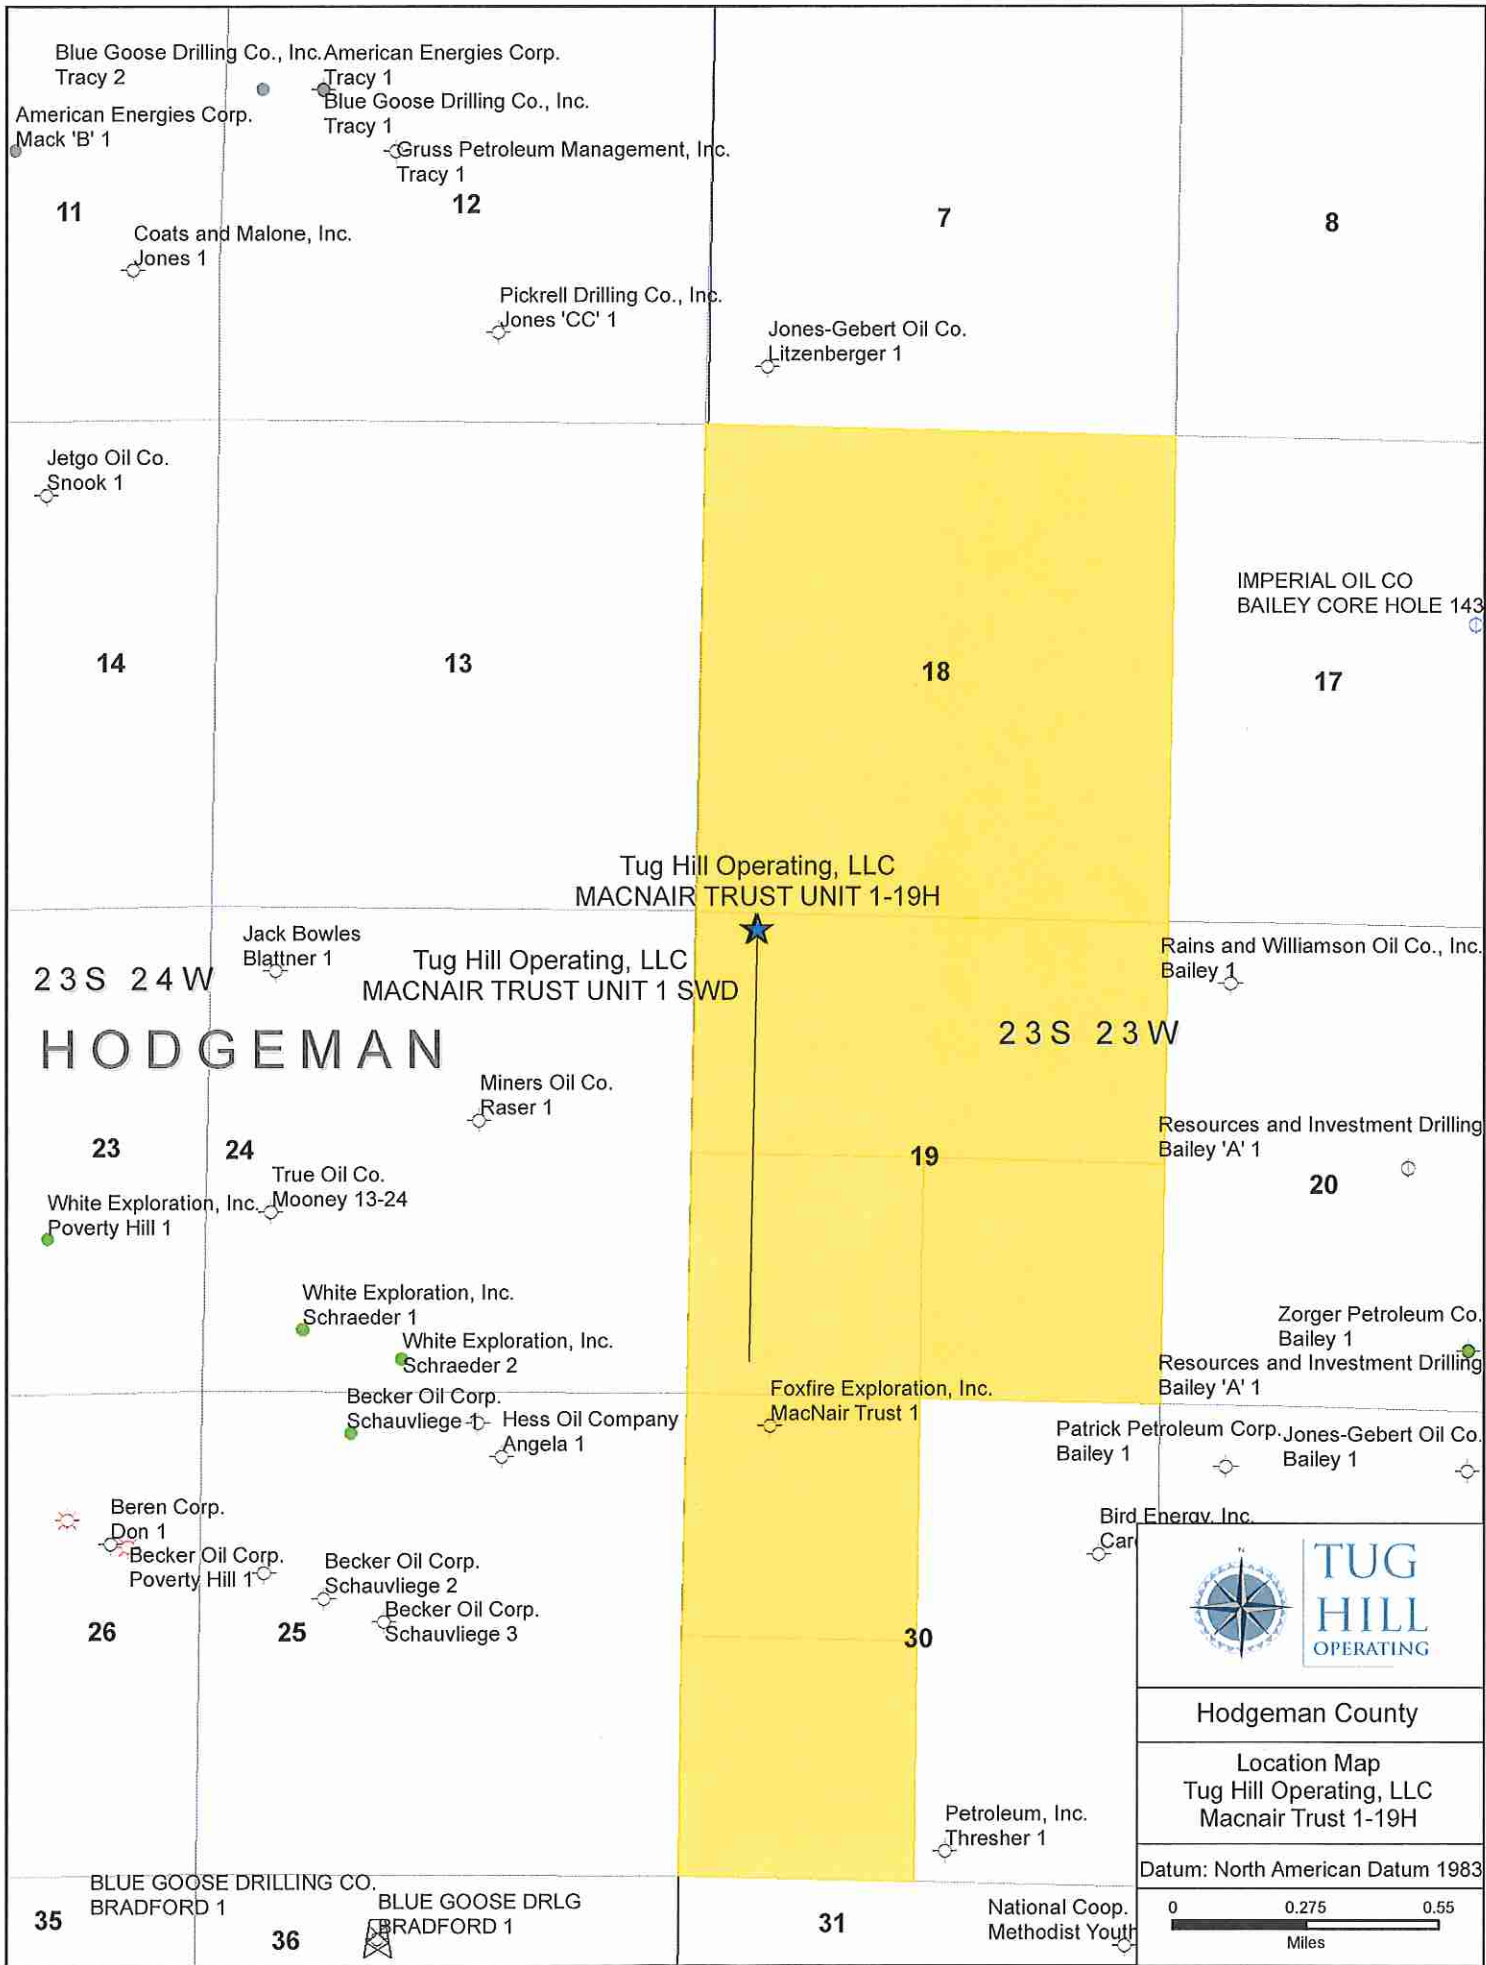 Blue Goose Drilling Co., Inc.
Tracy 2
American Energies Corp.
Tracy 1
Blue Goose Drilling Co., Inc.
Tracy 1
American Energies Corp.
Mack 'B' 1
Gruss Petroleum Management, Inc.
Tracy 1
11
12
7
8
Coats and Malone, Inc.
Jones 1
Pickrell Drilling Co., Inc.
Jones 'CC' 1
Jones-Gebert Oil Co.
Litzenberger 1
Jetgo Oil Co.
Snook 1
IMPERIAL OIL CO
BAILEY CORE HOLE 143
14
13
18
17
Tug Hill Operating, LLC
MACNAIR TRUST UNIT 1-19H
Jack Bowles
Blattner 1
Tug Hill Operating, LLC
MACNAIR TRUST UNIT 1 SWD
Rains and Williamson Oil Co., Inc.
Bailey 1
23S 24W
23S 23W
HODGEMAN
Miners Oil Co.
Raser 1
Resources and Investment Drilling
Bailey 'A' 1
23
24
19
20
True Oil Co.
Mooney 13-24
White Exploration, Inc.
Poverty Hill 1
White Exploration, Inc.
Schraeder 1
White Exploration, Inc.
Schraeder 2
Zorger Petroleum Co.
Bailey 1
Resources and Investment Drilling
Bailey 'A' 1
Becker Oil Corp.
Schauvliege 1
Hess Oil Company
Angela 1
Foxfire Exploration, Inc.
MacNair Trust 1
Patrick Petroleum Corp.
Bailey 1
Jones-Gebert Oil Co.
Bailey 1
Beren Corp.
Don 1
Becker Oil Corp.
Poverty Hill 1
Becker Oil Corp.
Schauvliege 2
Becker Oil Corp.
Schauvliege 3
Bird Energy, Inc.
26
25
30
N
TUG
HILL
OPERATING
Hodgeman County
Location Map
Tug Hill Operating, LLC
Macnair Trust 1-19H
Petroleum, Inc.
Thresher 1
Datum: North American Datum 1983
0 0.275 0.55
Miles
BLUE GOOSE DRILLING CO.
BRADFORD 1
BLUE GOOSE DRLG
BRADFORD 1
35
36
31
National Coop.
Methodist Youth